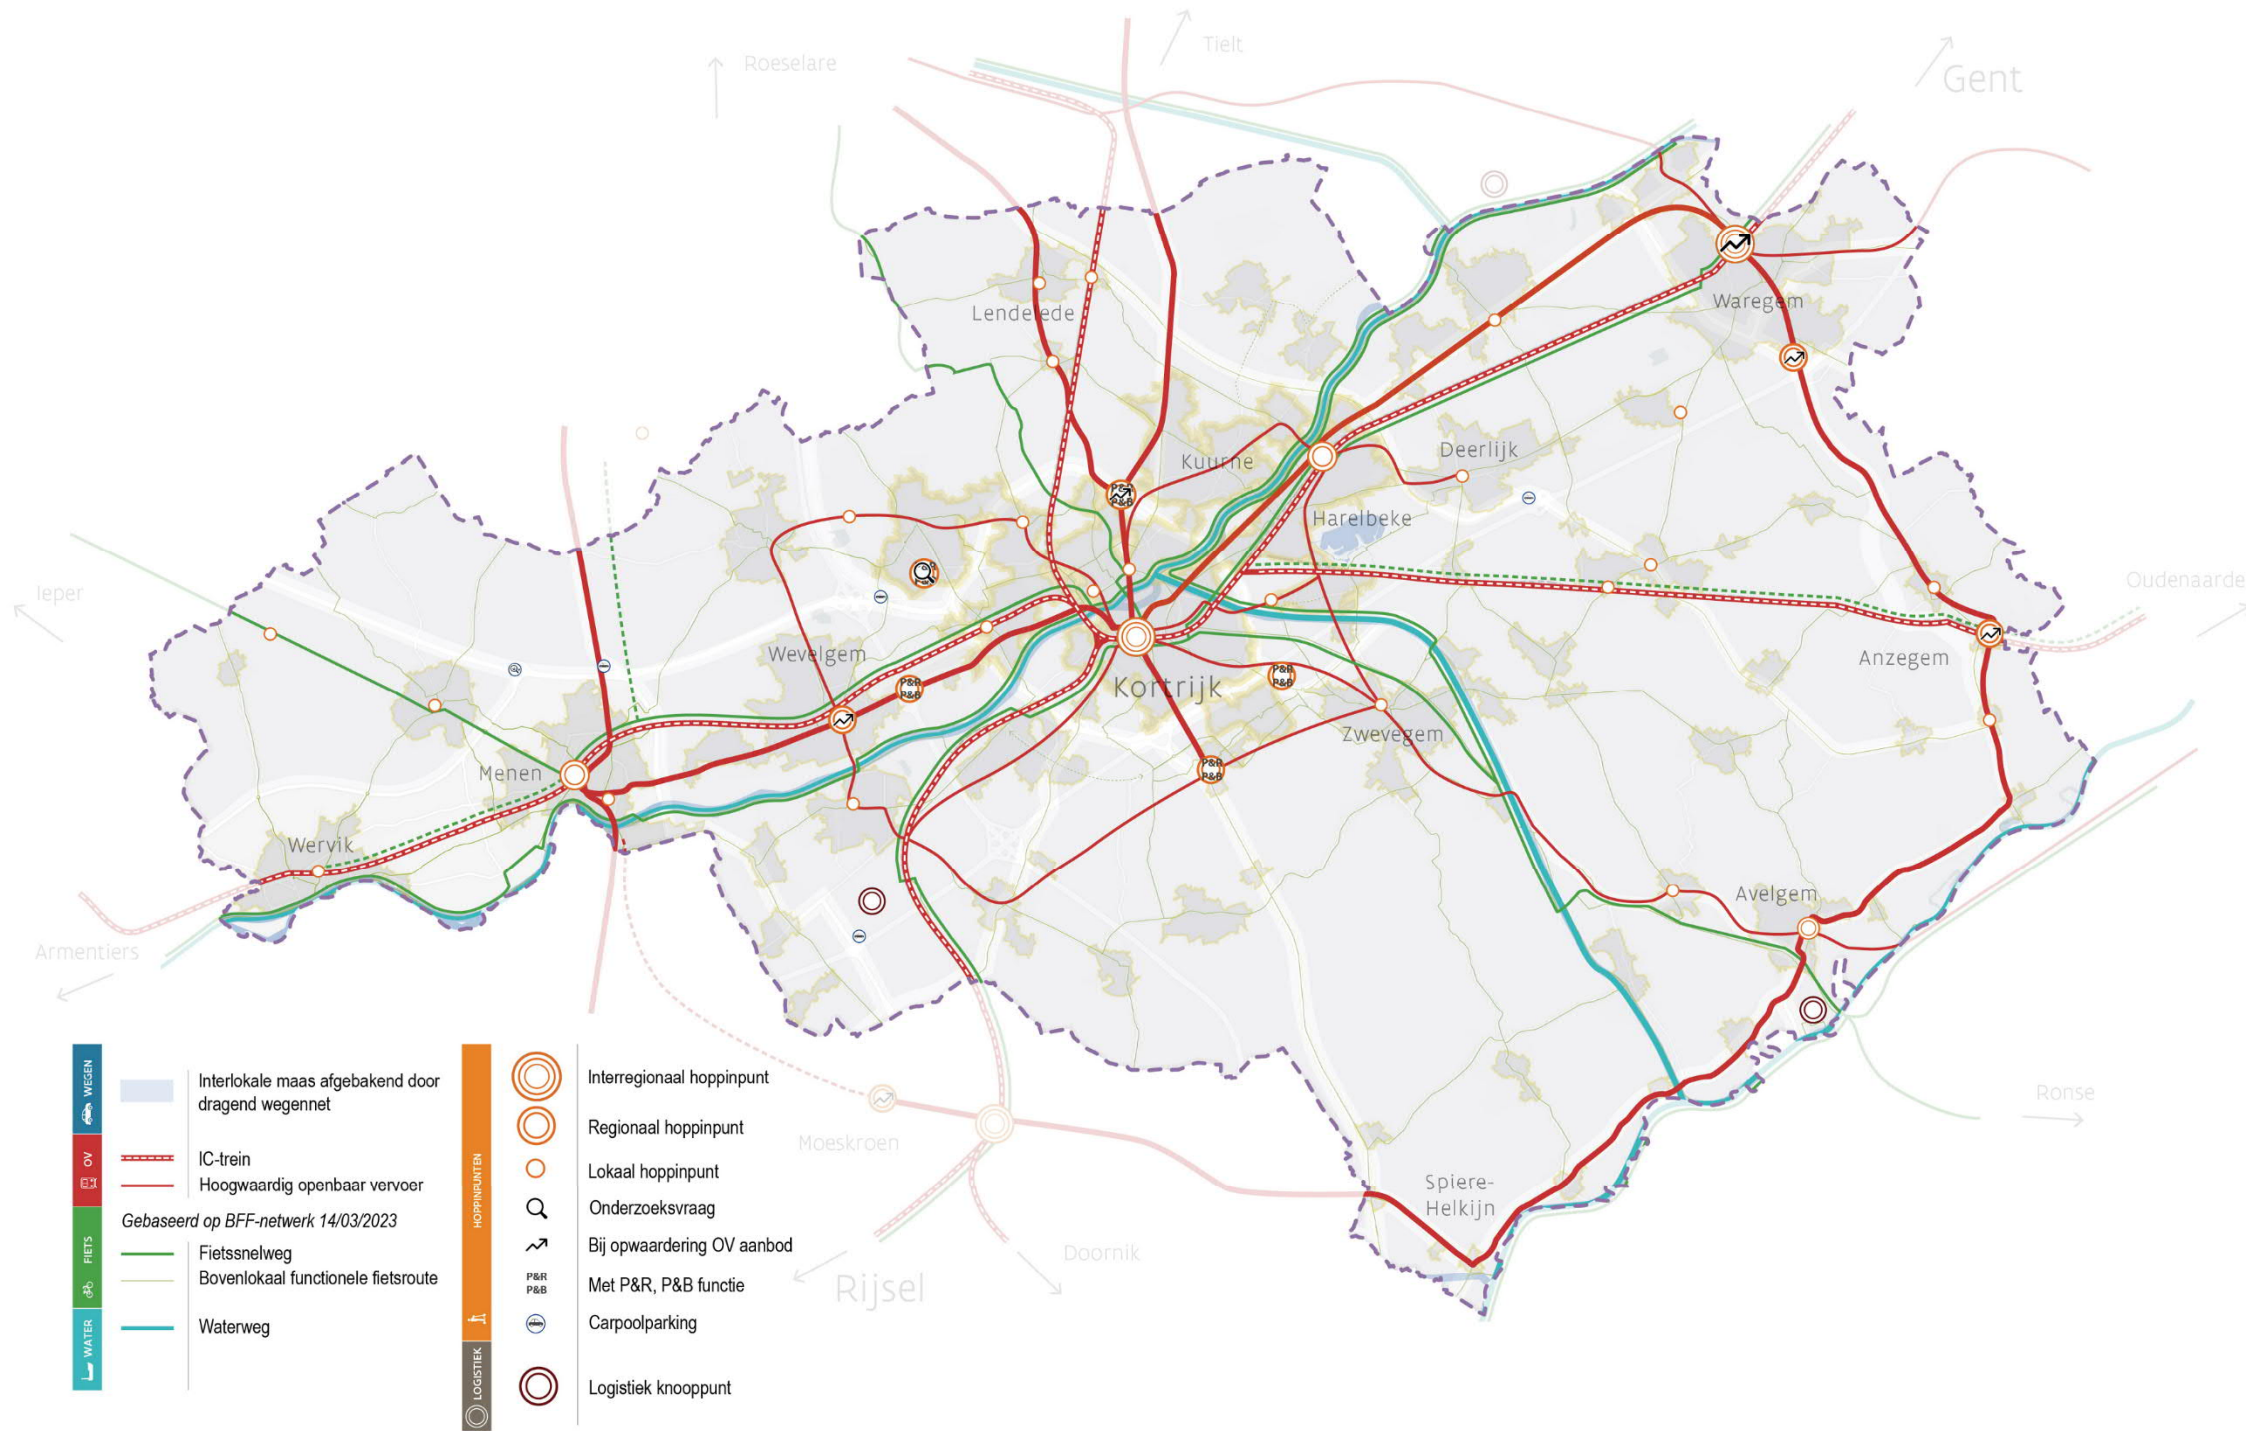 Tielt
Roeselare
Gent
Lendelede
Waregem
Kuurne
Deerlijk
Harelbeke
Ieper
Oudenaarde
Wevelgem
Anzegem
Kortrijk
Zwevegem
Menen
Wervik
Avelgem
Armentiers
Ronse
Moeskroen
Spiere-
Helkijn
Doornik
Rijsel
P&R
P&B
P&R
P&B
P&R
P&B
P&R
P&B
WEGEN
Interlokale maas afgebakend door
dragend wegennet
OV
IC-trein
Hoogwaardig openbaar vervoer
Gebaseerd op BFF-netwerk 14/03/2023
FIETS
Fietssnelweg
Bovenlokaal functionele fietsroute
WATER
Waterweg
HOPPINPUNTEN
Interregionaal hoppinpunt
Regionaal hoppinpunt
Lokaal hoppinpunt
Onderzoeksvraag
Bij opwaardering OV aanbod
P&R
P&B
Met P&R, P&B functie
Carpoolparking
LOGISTIEK
Logistiek knooppunt